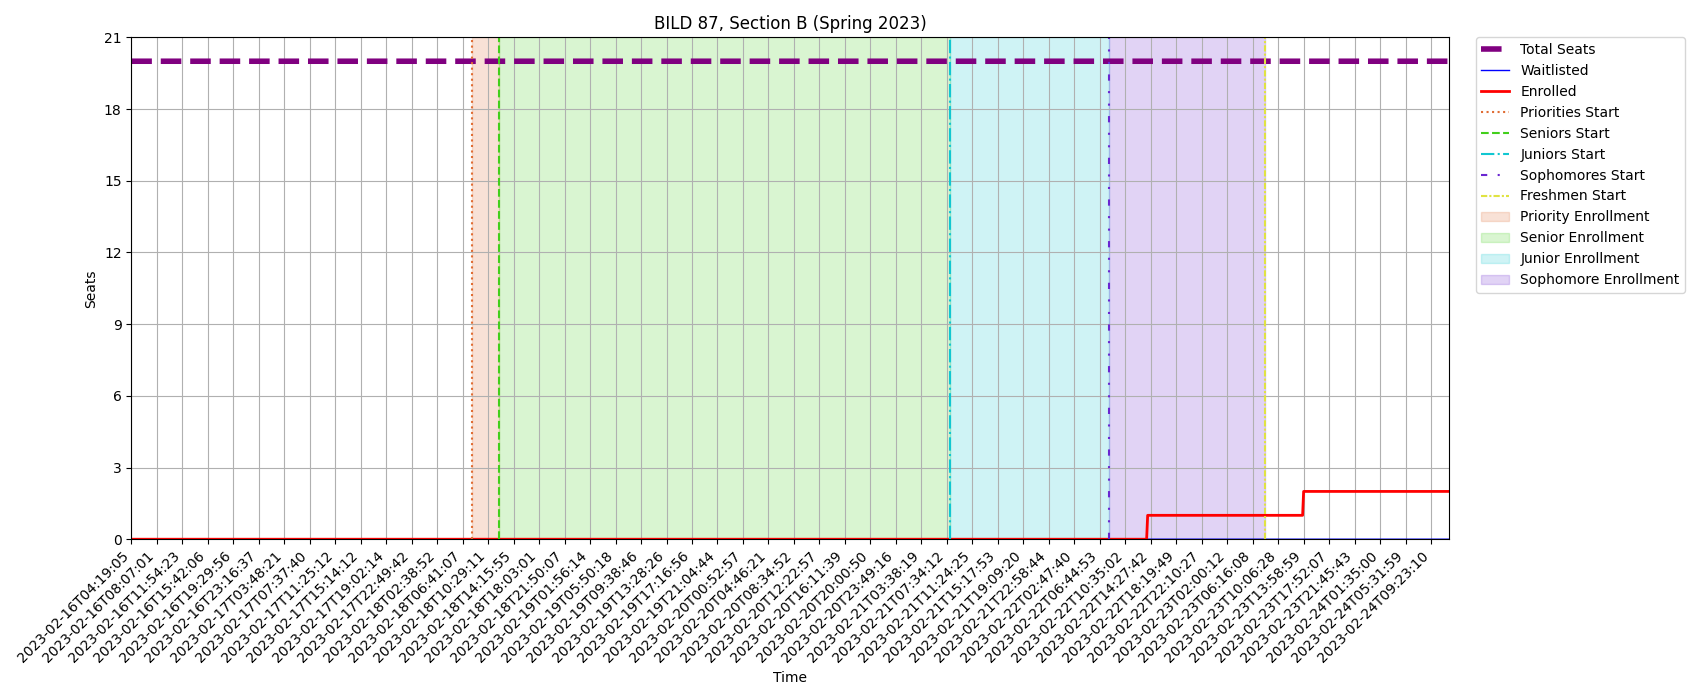 BILD 87, Section B (Spring 2023)
21
18
15
12
9
6
3
0
Seats
2023-02-16T04:19:05
2023-02-16T08:07:01
2023-02-16T11:54:23
2023-02-16T15:42:06
2023-02-16T19:29:56
2023-02-16T23:16:37
2023-02-17T03:48:21
2023-02-17T07:37:40
2023-02-17T11:25:12
2023-02-17T15:14:12
2023-02-17T19:02:14
2023-02-17T22:49:42
2023-02-18T02:38:52
2023-02-18T06:41:07
2023-02-18T10:29:11
2023-02-18T14:15:55
2023-02-18T18:03:01
2023-02-18T21:50:07
2023-02-19T01:56:14
2023-02-19T05:50:18
2023-02-19T09:38:46
2023-02-19T13:28:26
2023-02-19T17:16:56
2023-02-19T21:04:44
2023-02-20T00:52:57
2023-02-20T04:46:21
2023-02-20T08:34:52
2023-02-20T12:22:57
2023-02-20T16:11:39
2023-02-20T20:00:50
2023-02-20T23:49:16
2023-02-21T03:38:19
2023-02-21T07:34:12
2023-02-21T11:24:25
2023-02-21T15:17:53
2023-02-21T19:09:20
2023-02-21T22:58:44
2023-02-22T02:47:40
2023-02-22T06:44:53
2023-02-22T10:35:02
2023-02-22T14:27:42
2023-02-22T18:19:49
2023-02-22T22:10:27
2023-02-23T02:00:12
2023-02-23T06:16:08
2023-02-23T10:06:28
2023-02-23T13:58:59
2023-02-23T17:52:07
2023-02-23T21:45:43
2023-02-24T01:35:00
2023-02-24T05:31:59
2023-02-24T09:23:10
Time
Total Seats
Waitlisted
Enrolled
Priorities Start
Seniors Start
Juniors Start
Sophomores Start
Freshmen Start
Priority Enrollment
Senior Enrollment
Junior Enrollment
Sophomore Enrollment